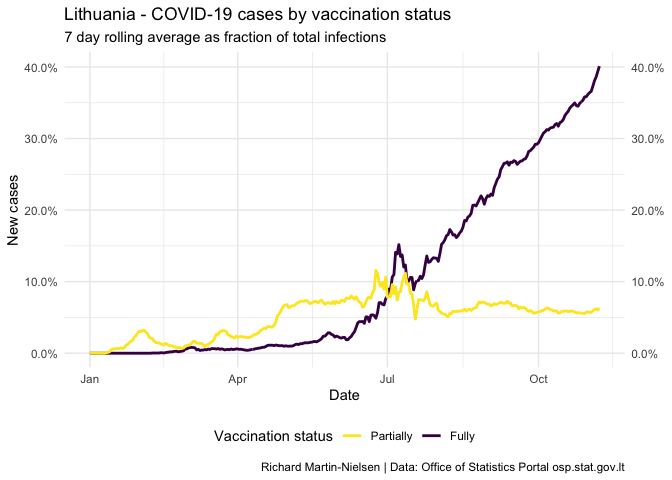 Lithuania - COVID-19 cases by vaccination status
7 day rolling average as fraction of total infections
40.0% 40.0%
30.0% 30.0%
New cases
20.0% 20.0%
10.0% 10.0%
0.0% 0.0%
Jan Apr Jul Oct
Date
Vaccination status Partially Fully
Richard Martin-Nielsen | Data: Office of Statistics Portal osp.stat.gov.lt